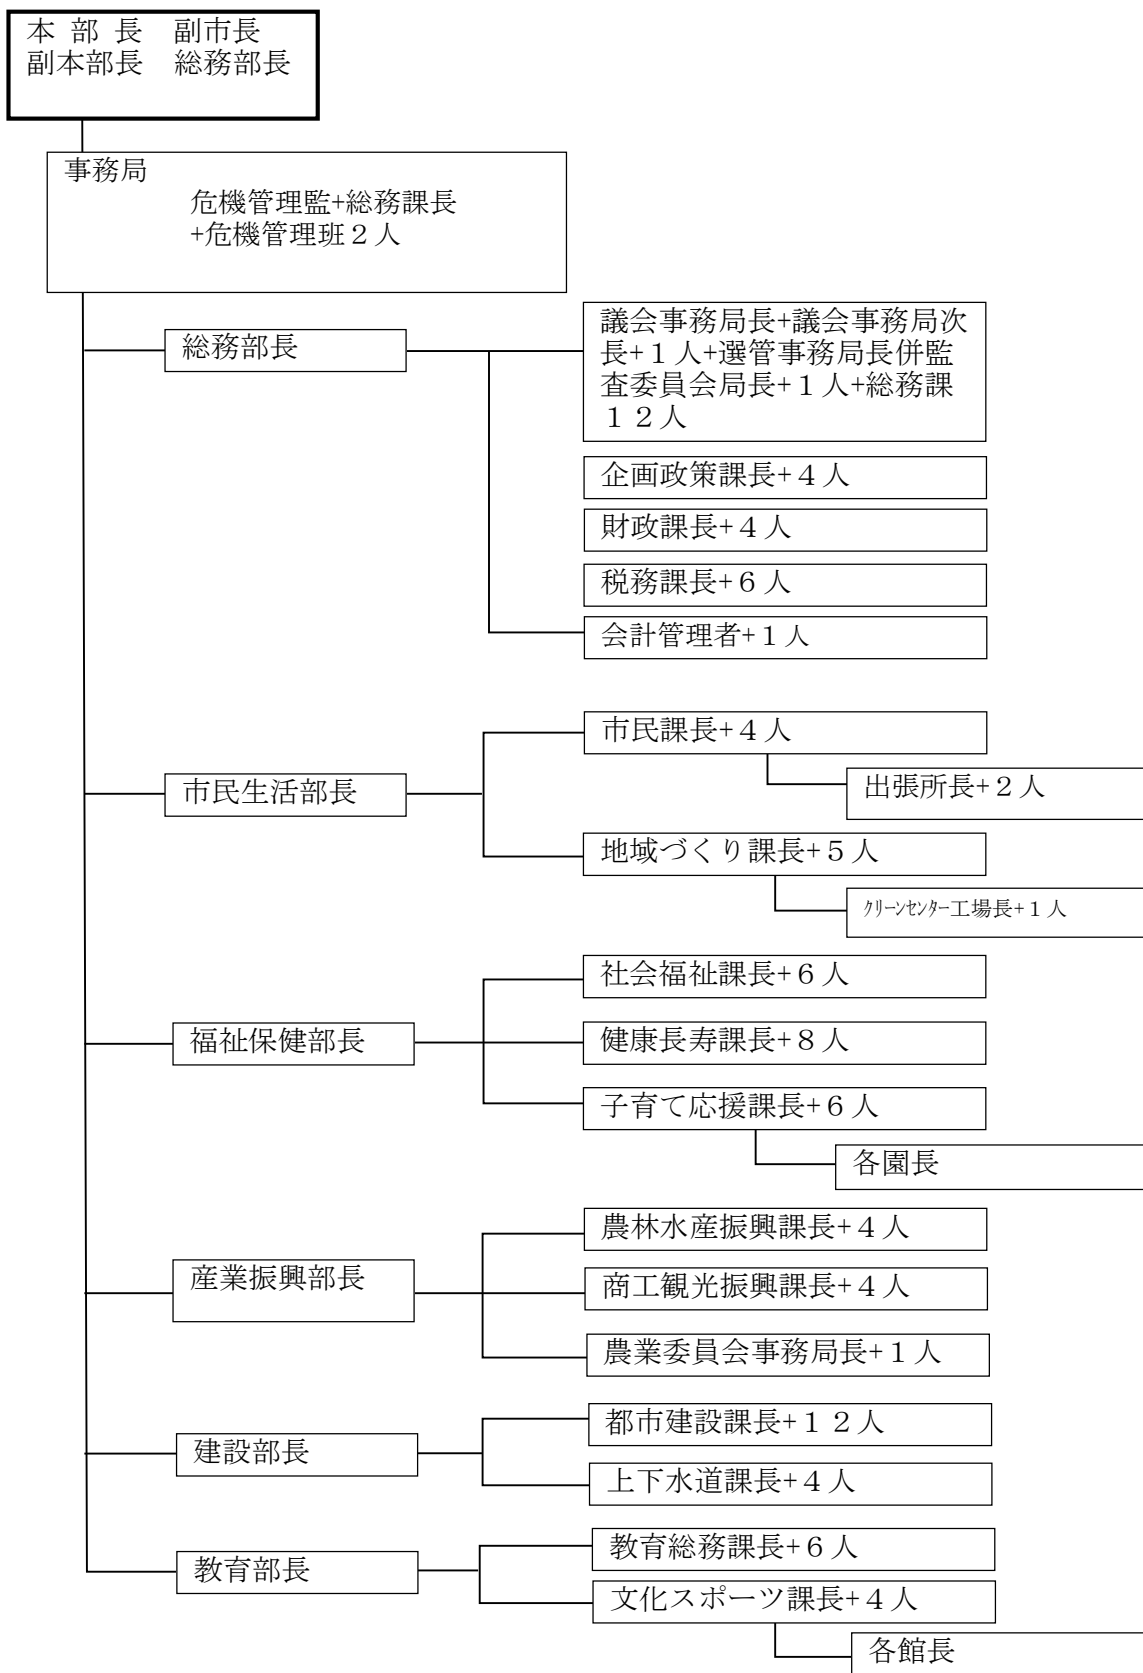 本 部 長　副市長
副本部長　総務部長
事務局
危機管理監+総務課長
+危機管理班２人
総務部長
議会事務局長+議会事務局次
長+１人+選管事務局長併監
査委員会局長+１人+総務課
１２人
企画政策課長+４人
財政課長+４人
税務課長+６人
会計管理者+１人
市民生活部長
市民課長+４人
出張所長+２人
地域づくり課長+５人
ｸﾘｰﾝｾﾝﾀｰ工場長+１人
福祉保健部長
社会福祉課長+６人
健康長寿課長+８人
子育て応援課長+６人
各園長
産業振興部長
農林水産振興課長+４人
商工観光振興課長+４人
農業委員会事務局長+１人
建設部長
都市建設課長+１２人
上下水道課長+４人
教育部長
教育総務課長+６人
文化スポーツ課長+４人
各館長